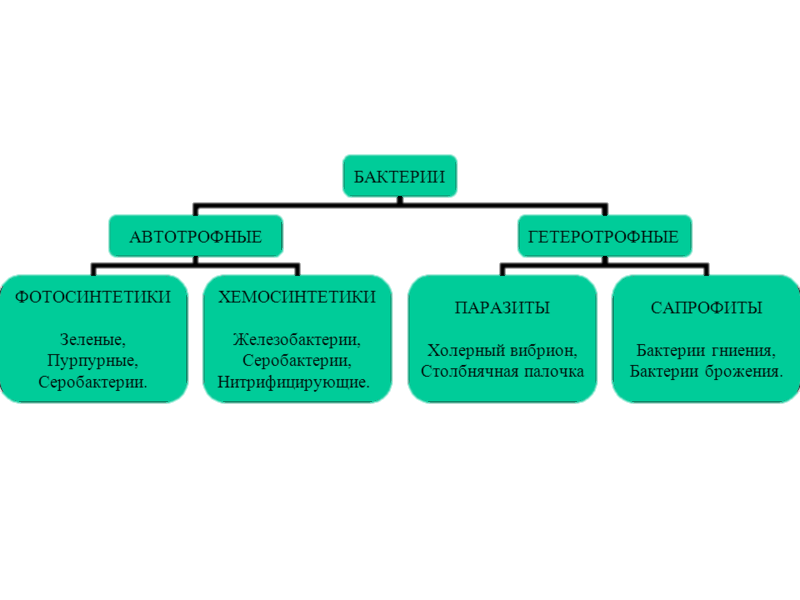 БАКТЕРИИ
АВТОТРОФНЫЕ
ГЕТЕРОТРОФНЫЕ
ФОТОСИНТЕТИКИ
Зеленые,
Пурпурные,
Серобактерии.
ХЕМОСИНТЕТИКИ
Железобактерии,
Серобактерии,
Нитрифицирующие.
ПАРАЗИТЫ
Холерный вибрион,
Столбнячная палочка
САПРОФИТЫ
Бактерии гниения,
Бактерии брожения.